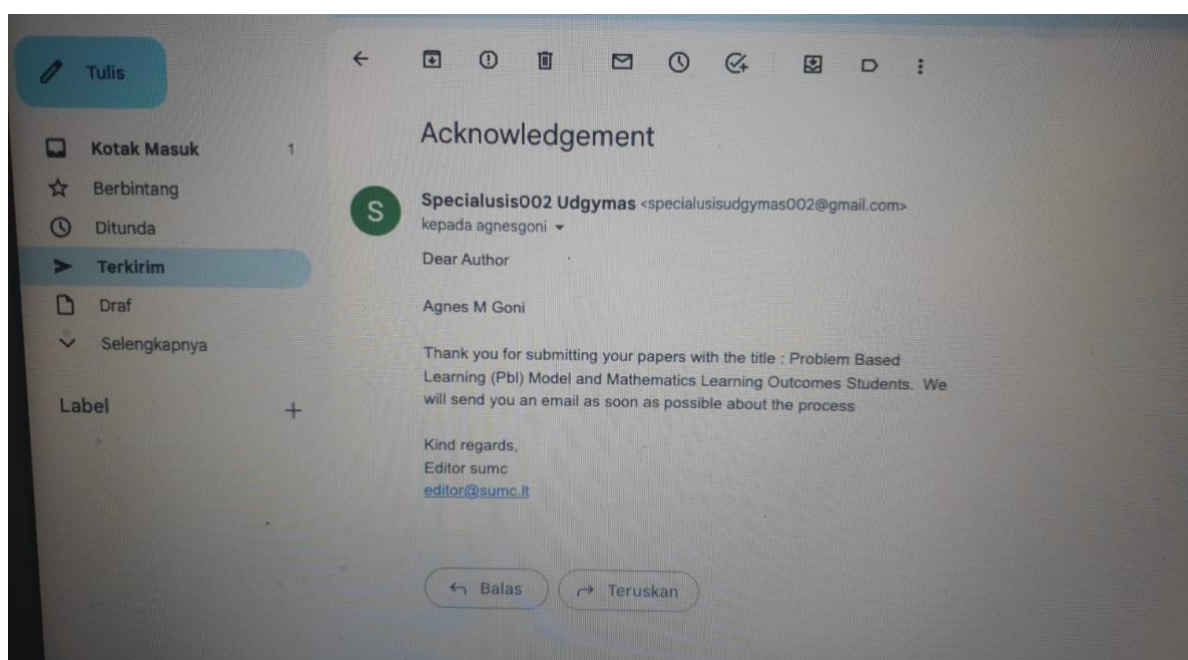 Tulis
Kotak Masuk 1
Berbintang
Ditunda
Terkirim
Draf
Selengkapnya
Label +
Acknowledgement
S
Specialusis002 Udgymas <specialusisudgymas002@gmail.com>
kepada agnesgoni
Dear Author
Agnes M Goni
Thank you for submitting your papers with the title : Problem Based
Learning (Pbl) Model and Mathematics Learning Outcomes Students. We
will send you an email as soon as possible about the process
Kind regards,
Editor sumc
editor@sumc.lt
Balas
Teruskan